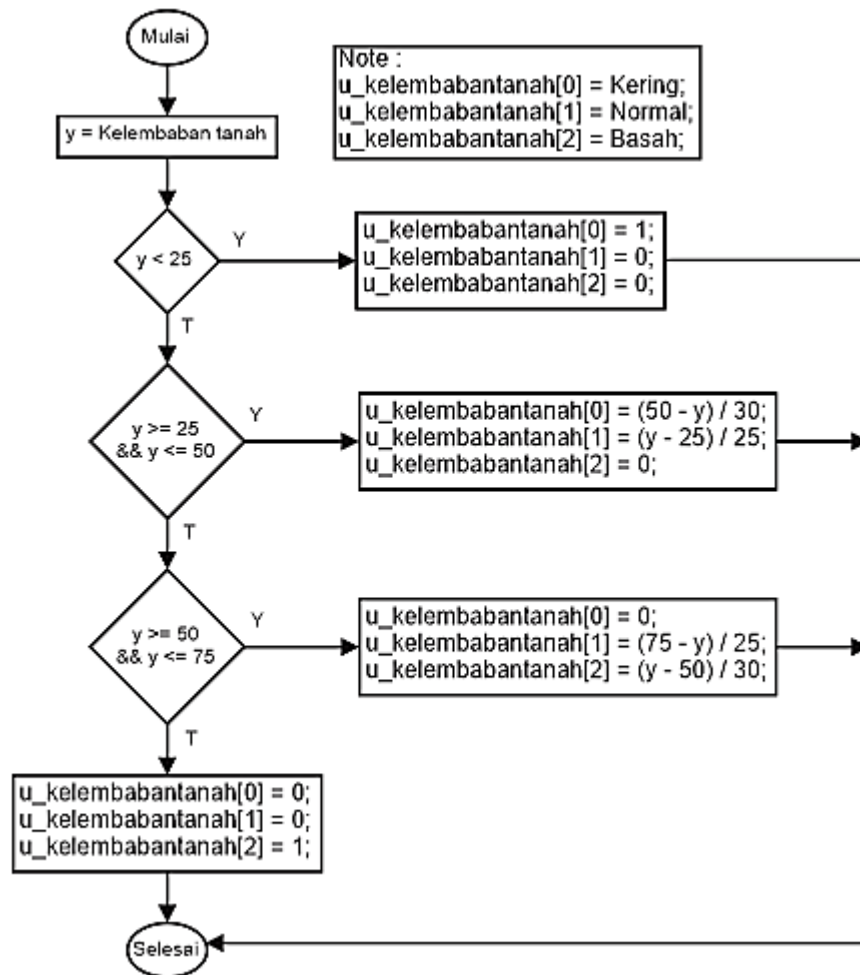 Mulai
Note :
u_kelembabantanah[0] = Kering;
u_kelembabantanah[1] = Normal;
u_kelembabantanah[2] = Basah;
y = Kelembaban tanah
y < 25
Y
u_kelembabantanah[0] = 1;
u_kelembabantanah[1] = 0;
u_kelembabantanah[2] = 0;
T
y >= 25
&& y <= 50
Y
u_kelembabantanah[0] = (50 - y) / 30;
u_kelembabantanah[1] = (y - 25) / 25;
u_kelembabantanah[2] = 0;
T
y >= 50
&& y <= 75
Y
u_kelembabantanah[0] = 0;
u_kelembabantanah[1] = (75 - y) / 25;
u_kelembabantanah[2] = (y - 50) / 30;
T
u_kelembabantanah[0] = 0;
u_kelembabantanah[1] = 0;
u_kelembabantanah[2] = 1;
Selesai